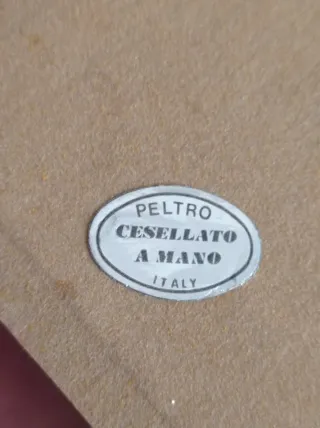 PELTRO
CESELLATO
A MANO
ITALY